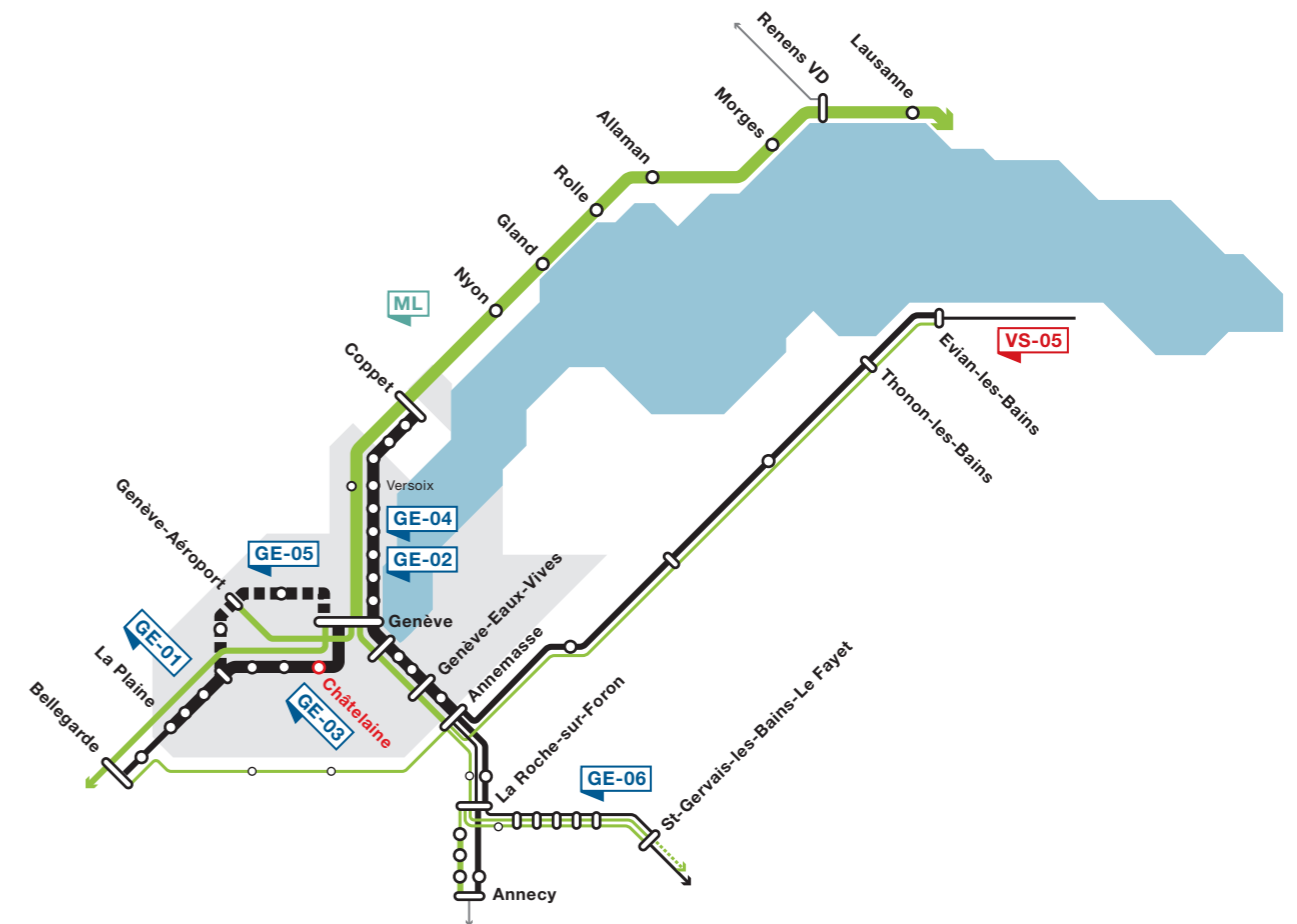 Renens VD
Lausanne
Morges
Allaman
Rolle
Gland
Nyon
ML
Coppet
VS-05
Evian-les-Bains
Thonon-les-Bains
Versoix
Genève-Aéroport
GE-04
GE-05
GE-02
Genève
Genève-Eaux-Vives
GE-01
La Plaine
Annemasse
Bellegarde
Châtelaine
GE-03
La Roche-sur-Foron
GE-06
St-Gervais-les-Bains-Le Fayet
Annecy